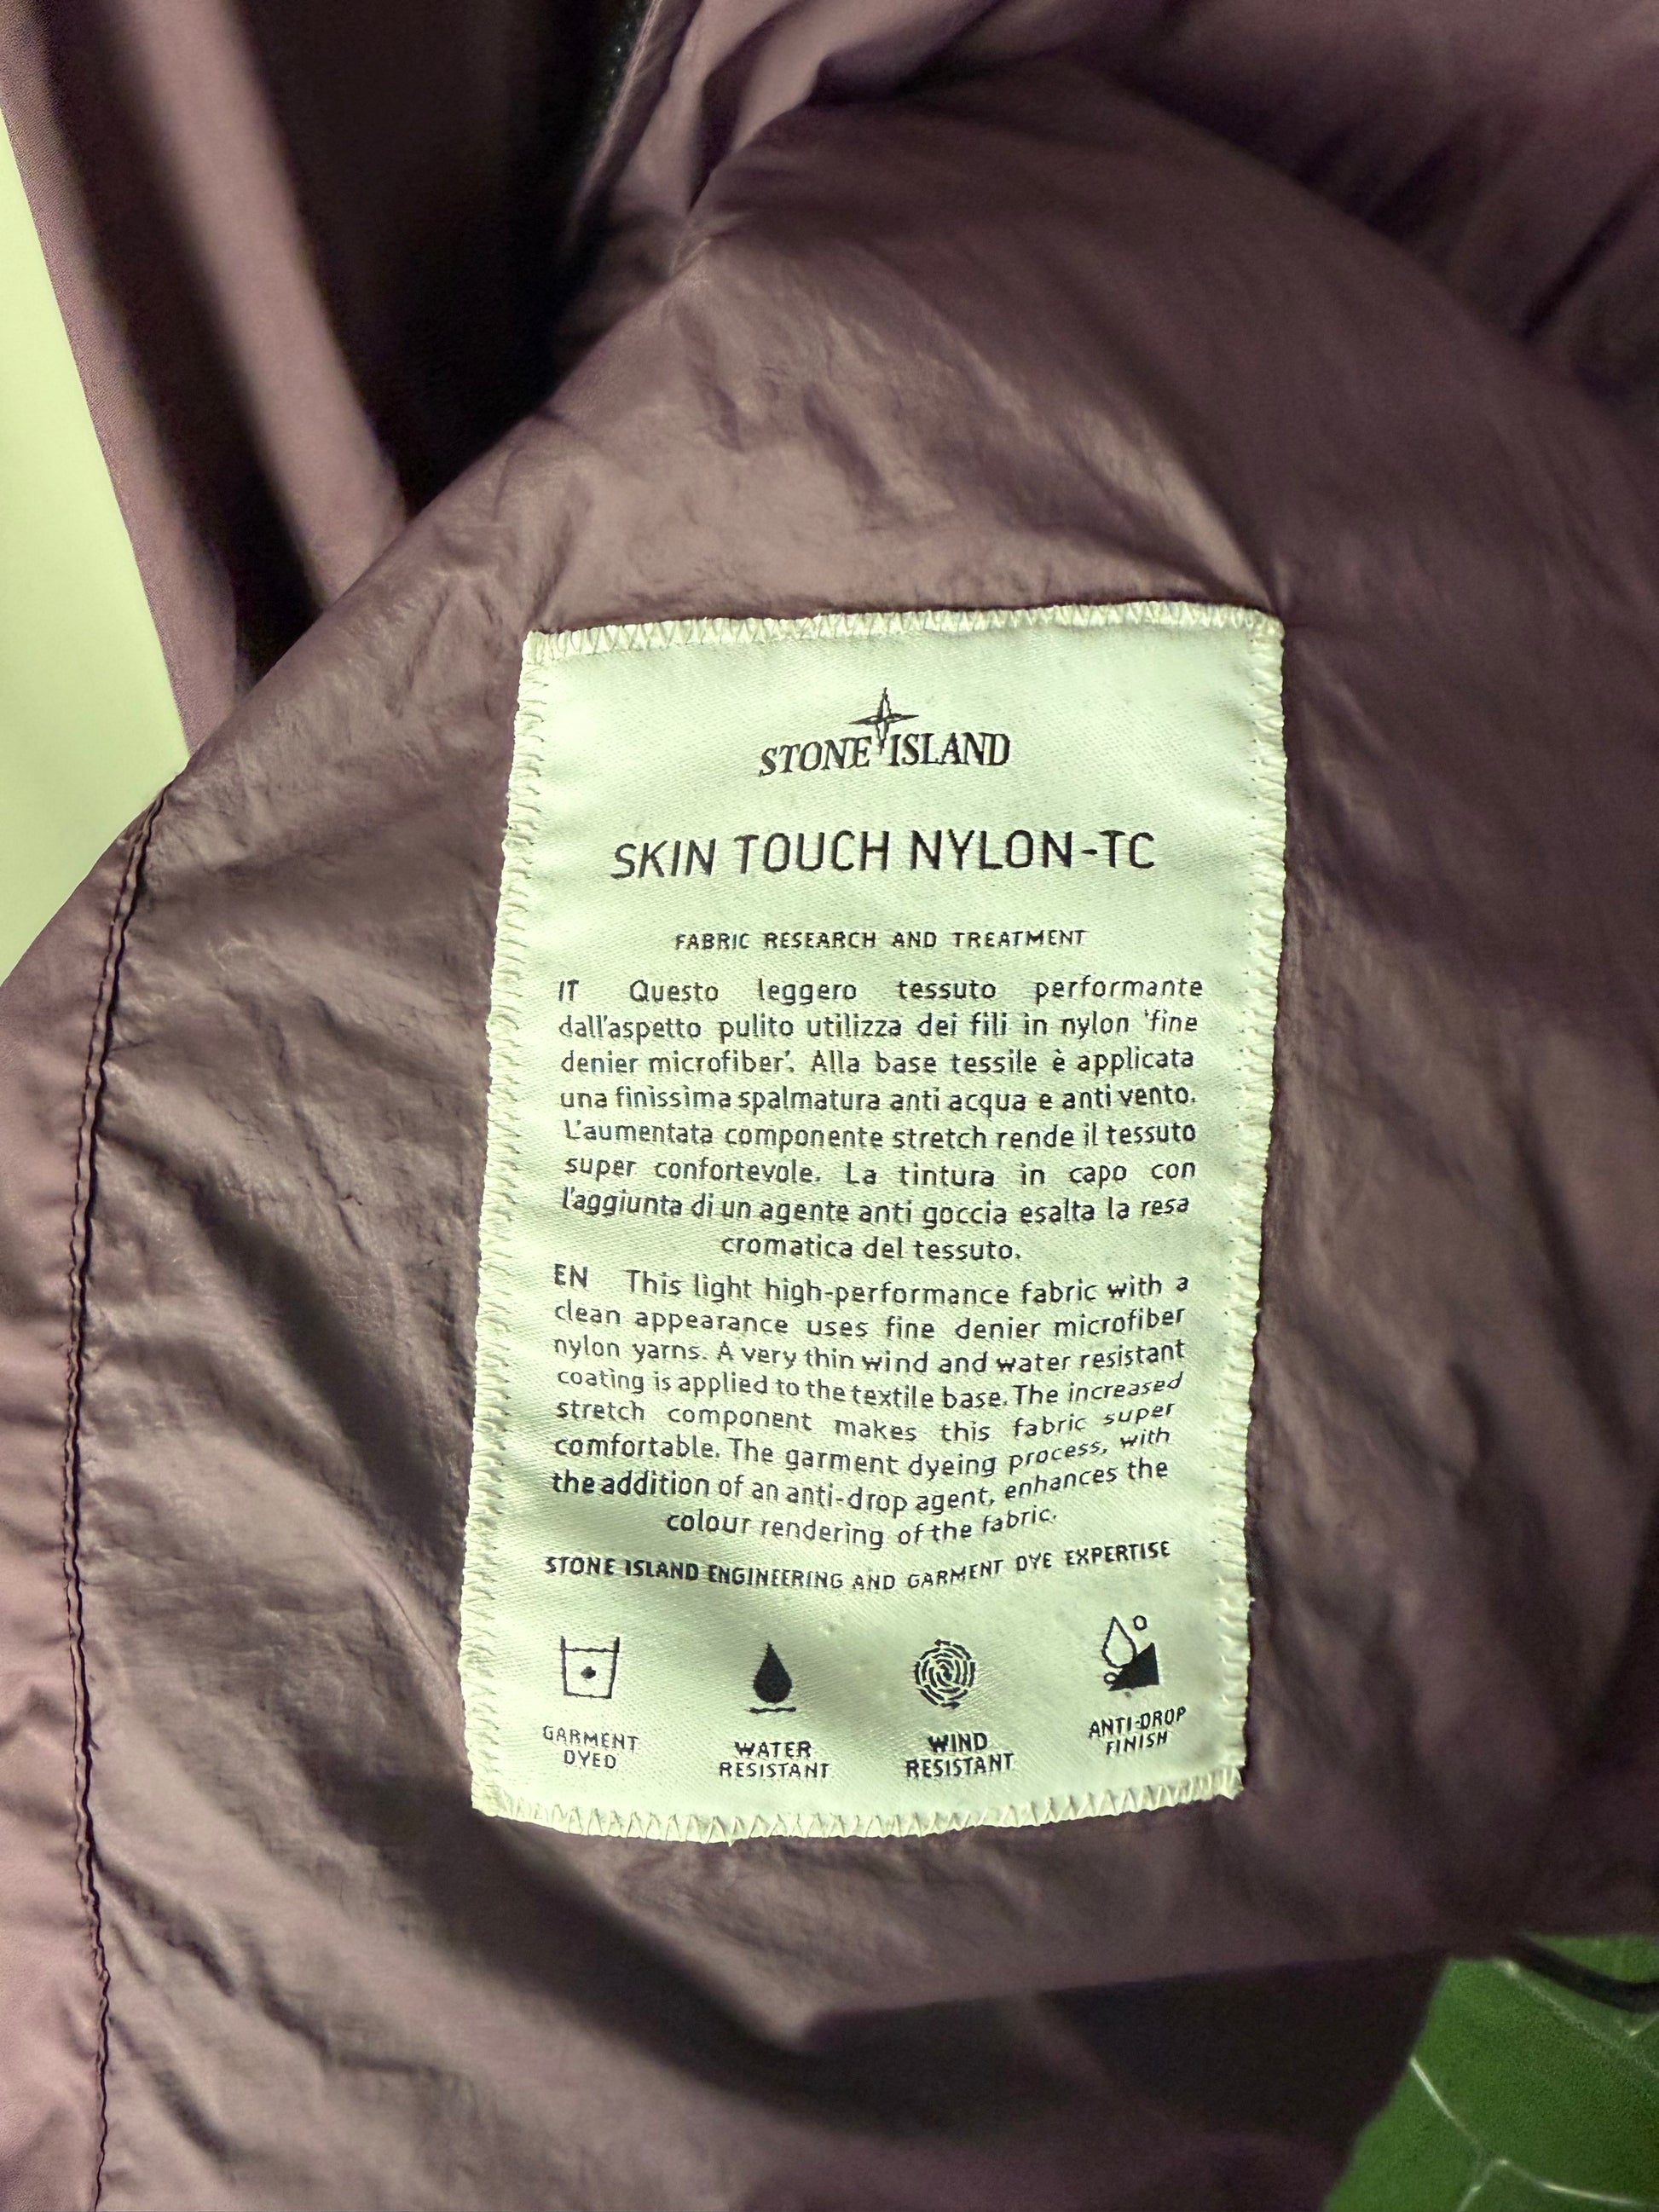 STONE ISLAND
SKIN TOUCH NYLON-TC
FABRIC RESEARCH AND TREATMENT
IT Questo leggero tessuto performante
dall'aspetto pulito utilizza dei fili in nylon 'fine
denier microfiber'. Alla base tessile è applicata
una finissima spalmatura anti acqua e anti vento.
L'aumentata componente stretch rende il tessuto
super confortevole. La tintura in capo con
l'aggiunta di un agente anti goccia esalta la resa
cromatica del tessuto.
EN This light high-performance fabric with a
clean appearance uses fine denier microfiber
nylon yarns. A very thin wind and water resistant
coating is applied to the textile base. The increased
stretch component makes this fabric super
comfortable. The garment dyeing process, with
the addition of an anti-drop agent, enhances the
colour rendering of the fabric.
STONE ISLAND ENGINEERING AND GARMENT DYE EXPERTISE
GARMENT
DYED
WATER
RESISTANT
WIND
RESISTANT
ANTI-DROP
FINISH